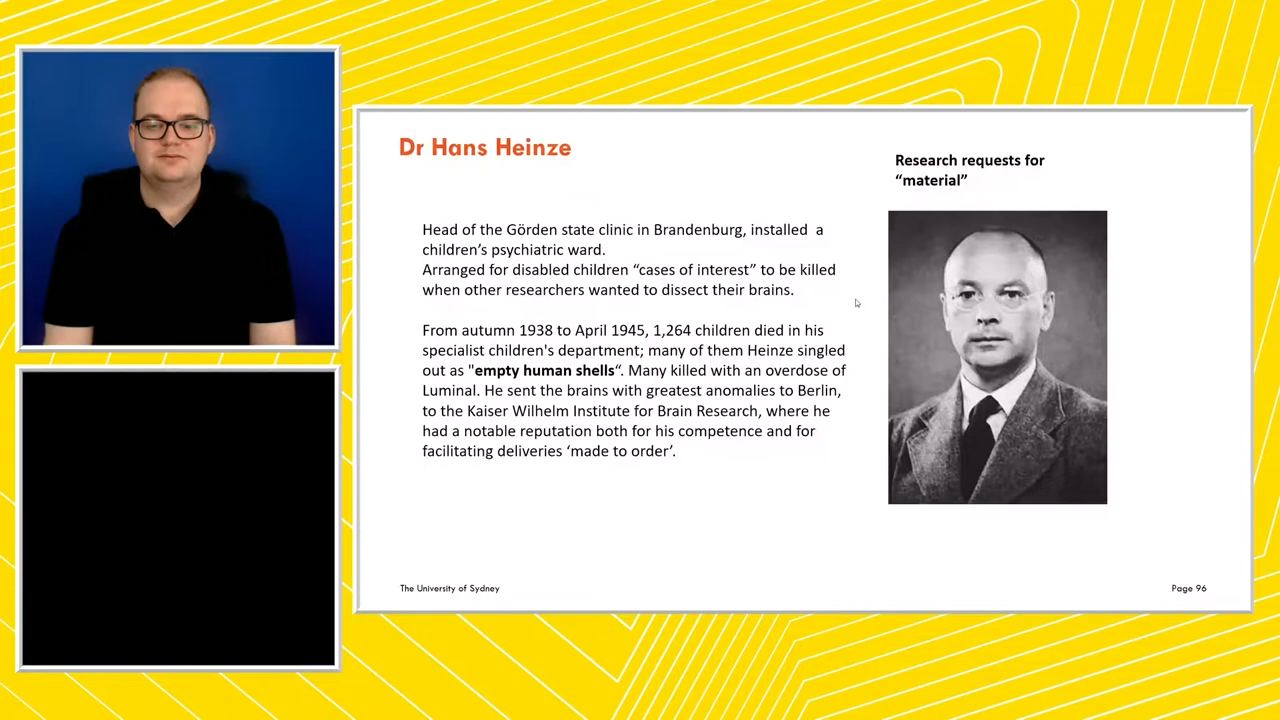 Dr Hans Heinze
Research requests for
“material”
Head of the Görden state clinic in Brandenburg, installed a
children’s psychiatric ward.
Arranged for disabled children “cases of interest” to be killed
when other researchers wanted to dissect their brains.
From autumn 1938 to April 1945, 1,264 children died in his
specialist children's department; many of them Heinze singled
out as "empty human shells“. Many killed with an overdose of
Luminal. He sent the brains with greatest anomalies to Berlin,
to the Kaiser Wilhelm Institute for Brain Research, where he
had a notable reputation both for his competence and for
facilitating deliveries ‘made to order’.
The University of Sydney
Page 96